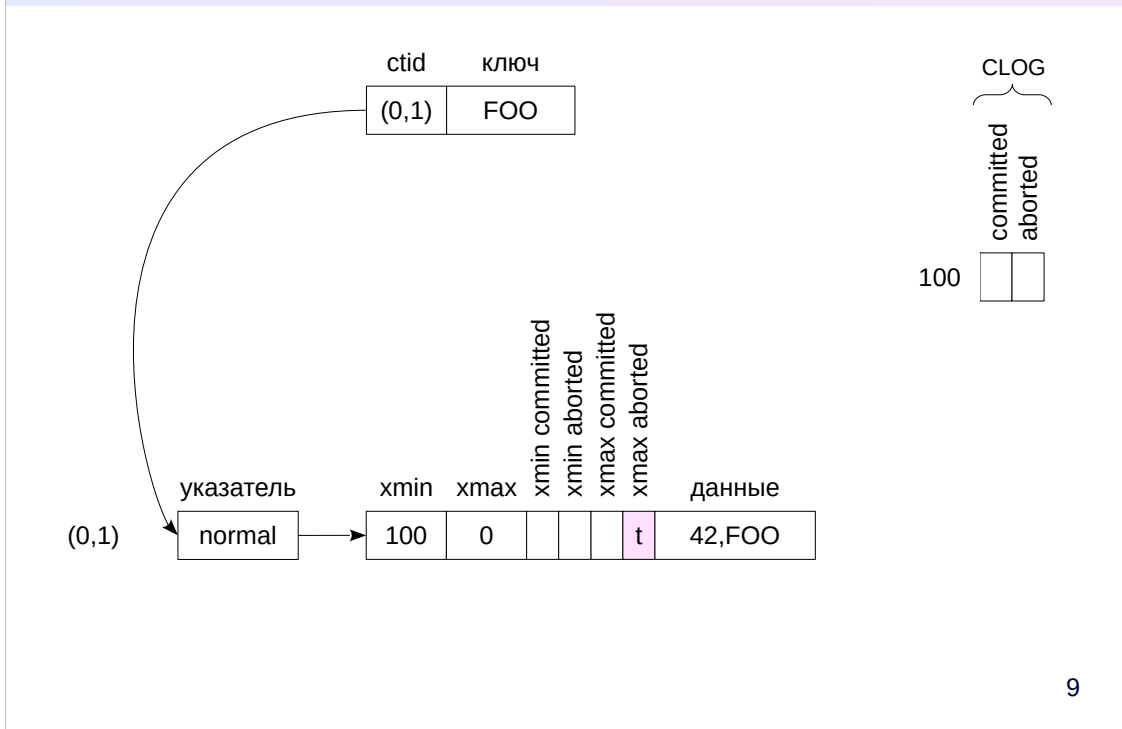 ctid ключ
(0,1) FOO
CLOG
committed
aborted
100
xmin committed
xmin aborted
xmax committed
xmax aborted
указатель xmin xmax данные
(0,1) normal 100 0 t 42,FOO
9